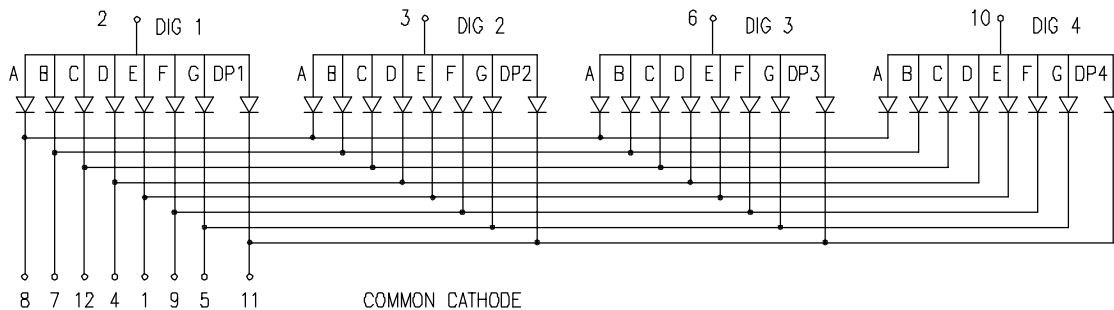 2 DIG 1 3 DIG 2 6 DIG 3 10 DIG 4
A B C D E F G DP1 A B C D E F G DP2 A B C D E F G DP3 A B C D E F G DP4
8 7 12 4 1 9 5 11 COMMON CATHODE